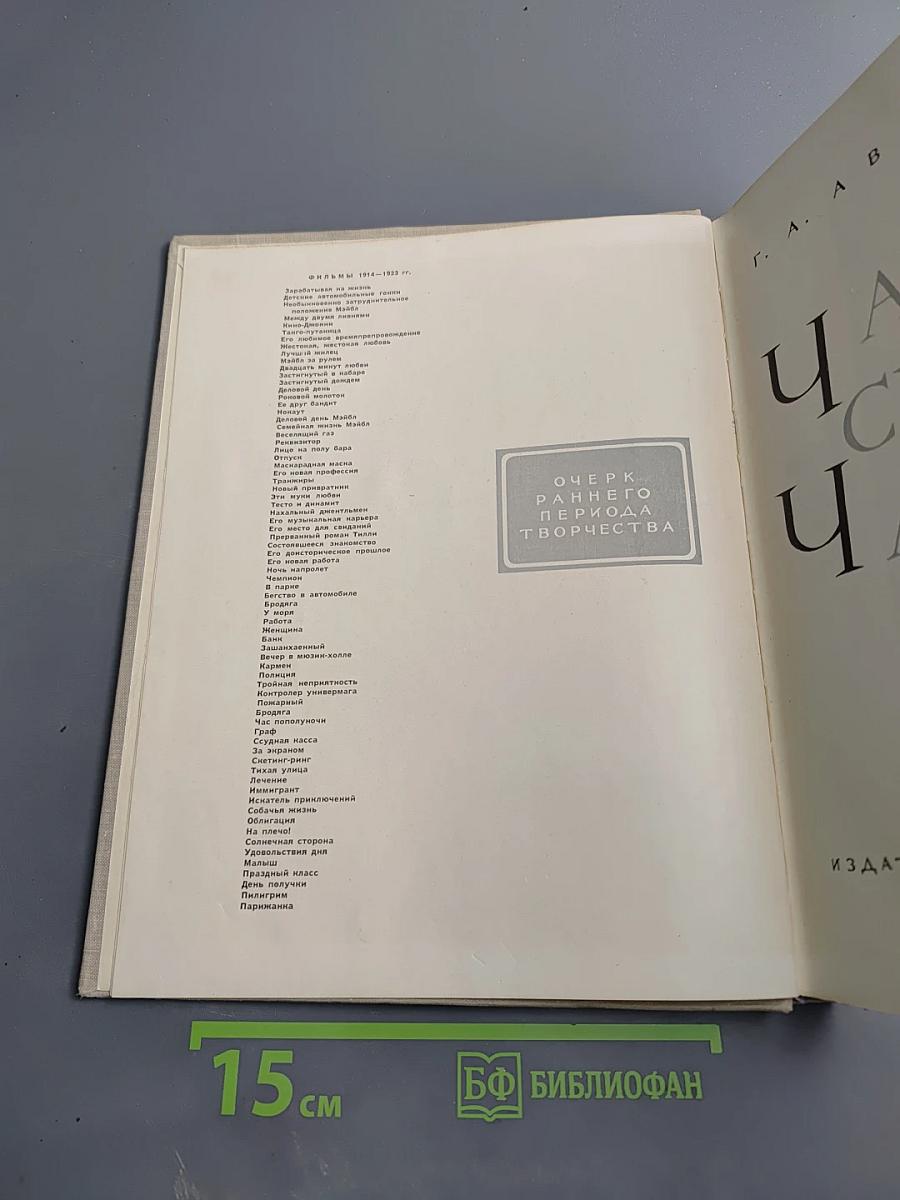 ФИЛЬМЫ 1914—1923 гг.
Зарабатывая на жизнь
Детские автомобильные гонки
Необыкновенно затруднительное
положение Мэйбл
Между двумя ливнями
Кино-Джонни
Танго-путаница
Его любимое времяпрепровождение
Жестокая, жестокая любовь
Лучший жилец
Мэйбл за рулем
Двадцать минут любви
Застигнутый в кабаре
Застигнутый дождем
Деловой день
Роковой молоток
Ее друг бандит
Нокаут
Деловой день Мэйбл
Семейная жизнь Мэйбл
Веселящий газ
Реквизитор
Лицо на полу бара
Отпуск
Маскарадная маска
Его новая профессия
Транжиры
Новый привратник
Эти муки любви
Тесто и динамит
Нахальный джентльмен
Его музыкальная карьера
Его место для свиданий
Прерванный роман Тилли
Состоявшееся знакомство
Его доисторическое прошлое
Его новая работа
Ночь напролет
Чемпион
В парке
Бегство в автомобиле
Бродяга
У моря
Работа
Женщина
Банк
Зашанхаенный
Вечер в мюзик-холле
Кармен
Полиция
Тройная неприятность
Контролер универмага
Пожарный
Бродяга
Час пополуночи
Граф
Ссудная касса
За экраном
Скетинг-ринг
Тихая улица
Лечение
Иммигрант
Искатель приключений
Собачья жизнь
Облигация
На плечо!
Солнечная сторона
Удовольствия дня
Малыш
Праздный класс
День получки
Пилигрим
Парижанка
ОЧЕРК
РАННЕГО
ПЕРИОДА
ТВОРЧЕСТВА
Г. А. АВ
ЧА
С
ЧА
ИЗДАТ
15 см
БФ БИБЛИОФАН